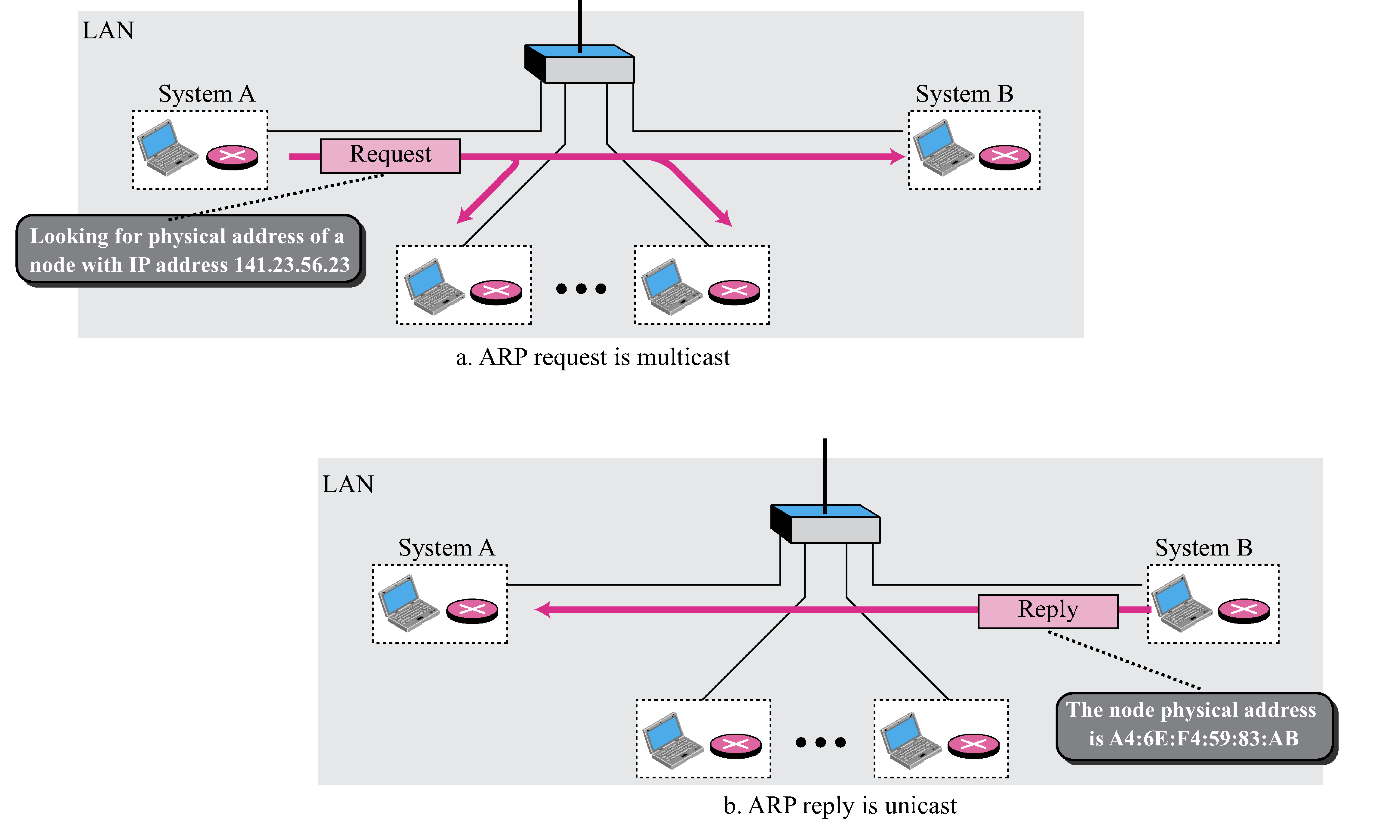 LAN
System A
System B
Request
Looking for physical address of a
node with IP address 141.23.56.23
a. ARP request is multicast
LAN
System A
System B
Reply
The node physical address
is A4:6E:F4:59:83:AB
b. ARP reply is unicast